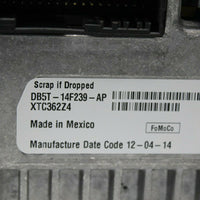 Scrap if Dropped
DB5T-14F239-AP
XTC362Z4
Made in Mexico
FoMoCo
Manufacture Date Code 12-04-14